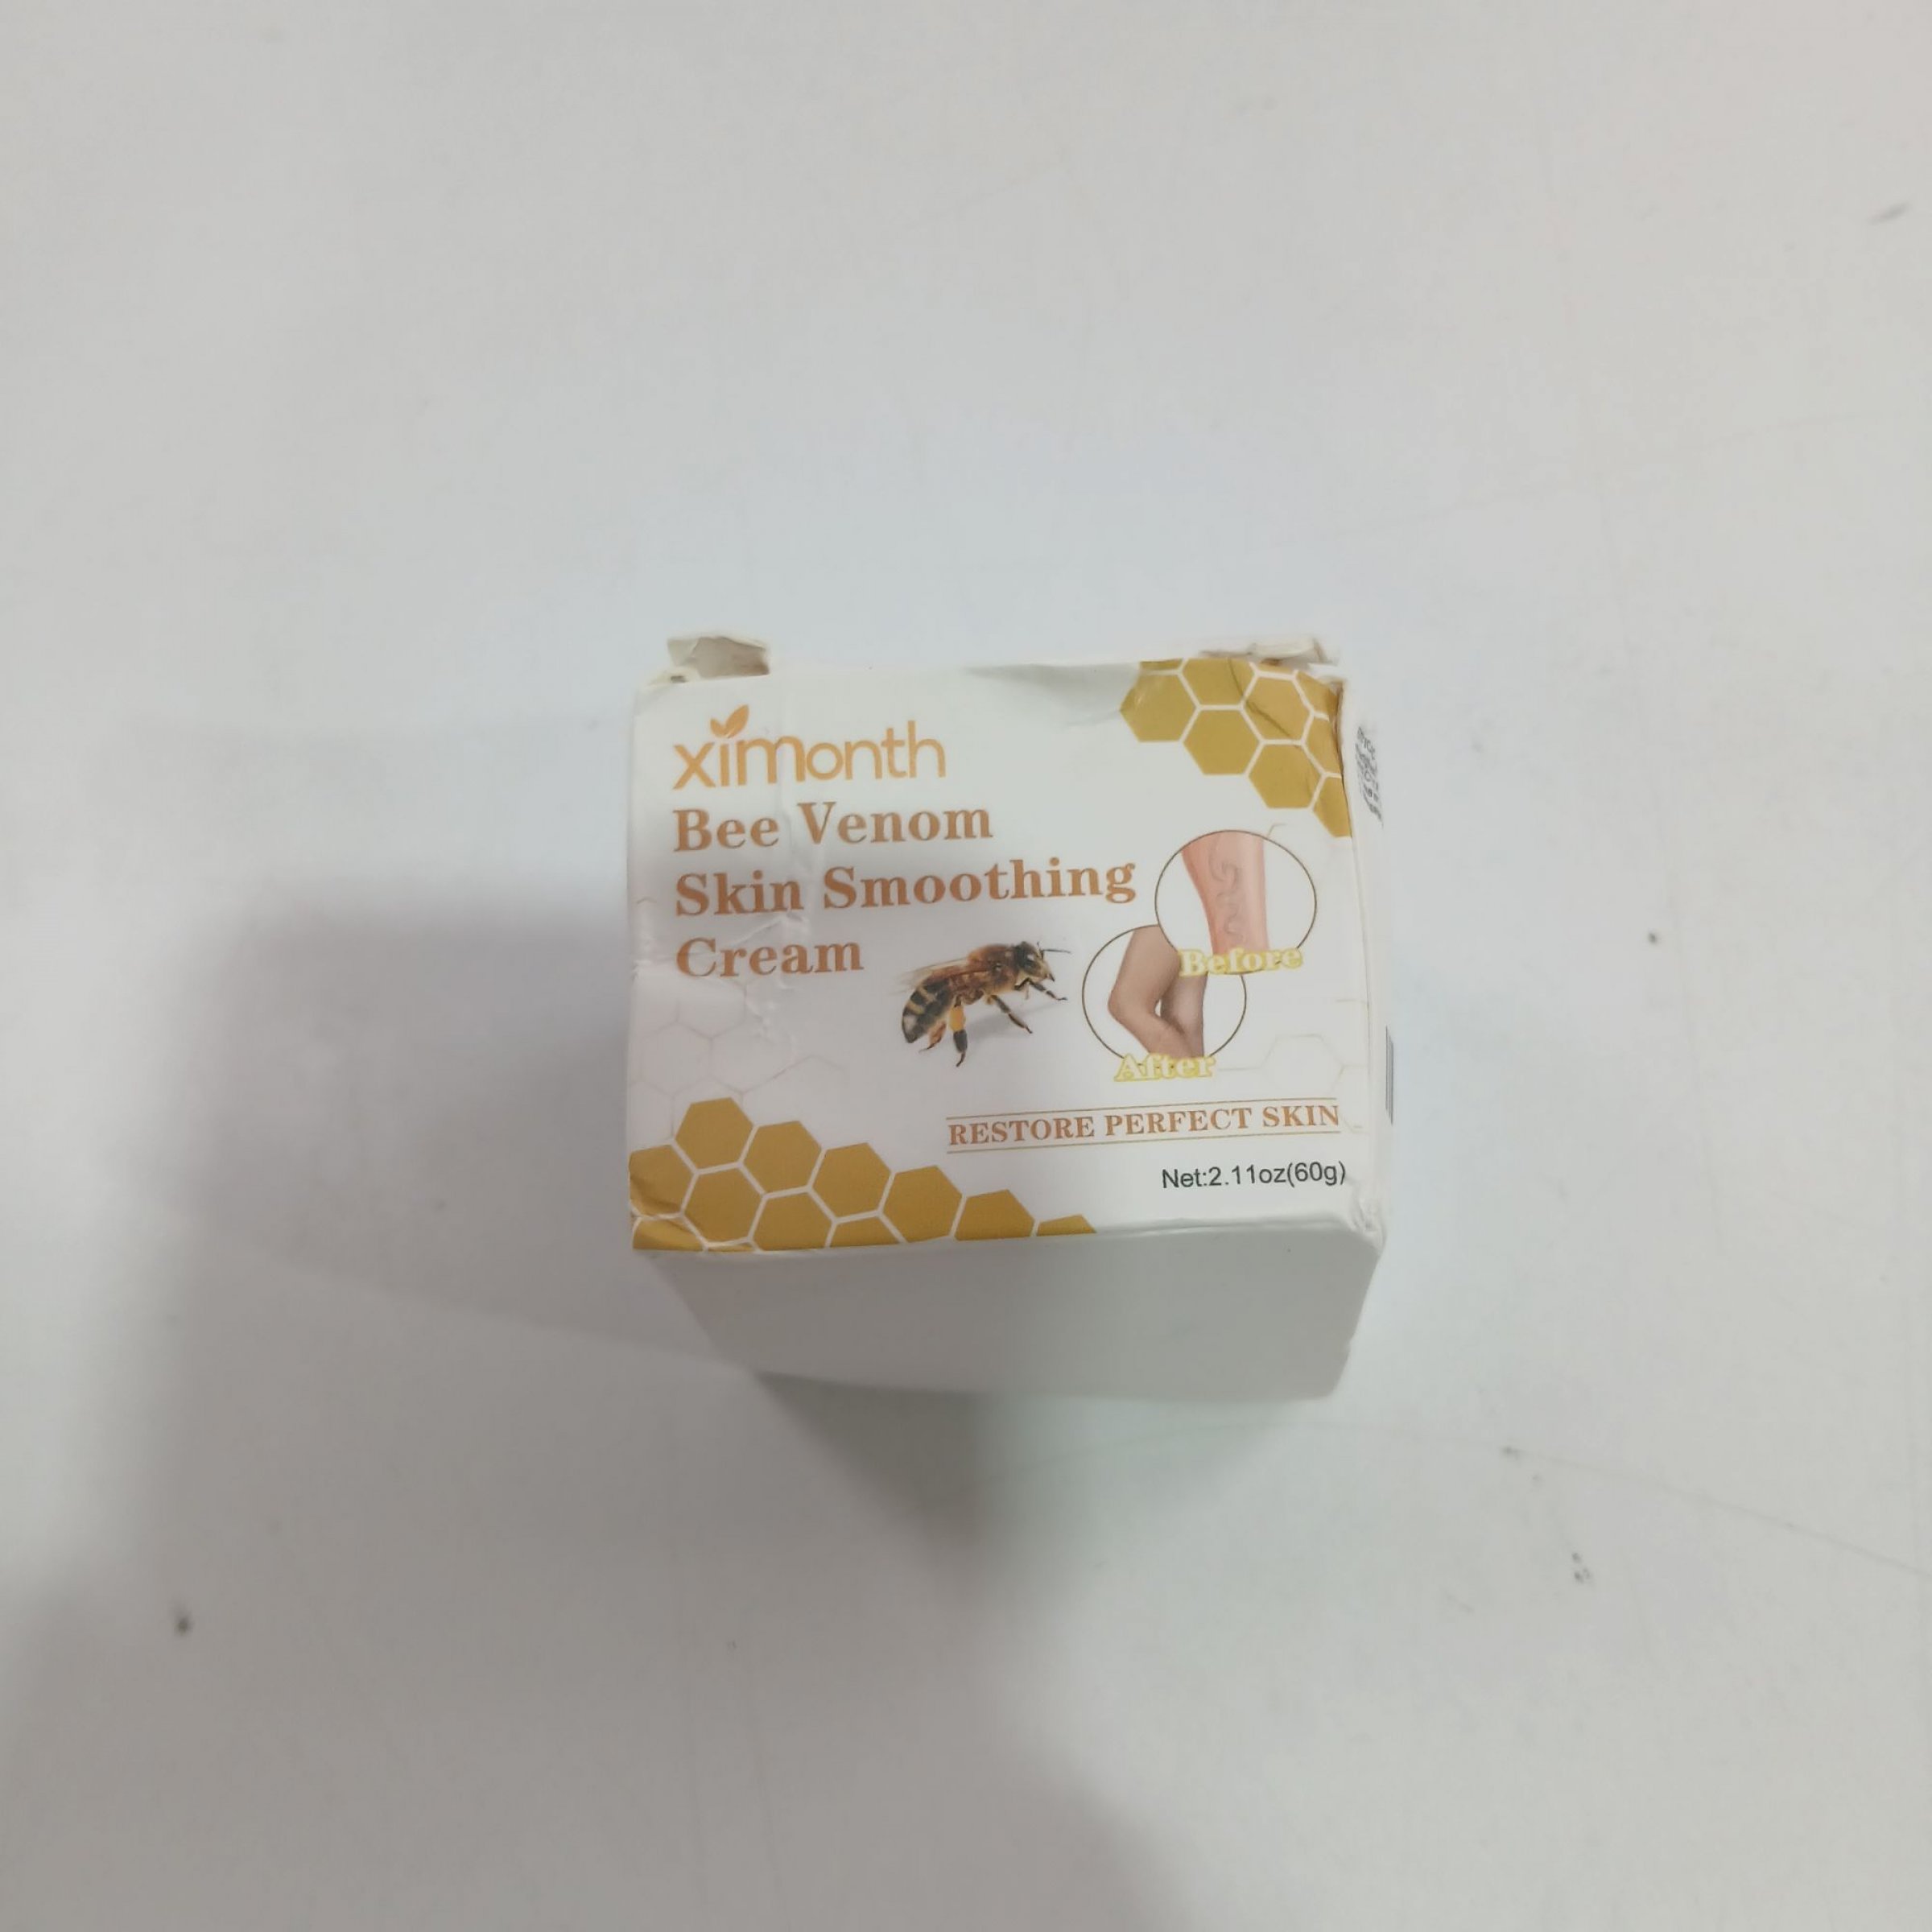 ximonth
Bee Venom
Skin Smoothing
Cream
Before
After
RESTORE PERFECT SKIN
Net:2.11oz(60g)